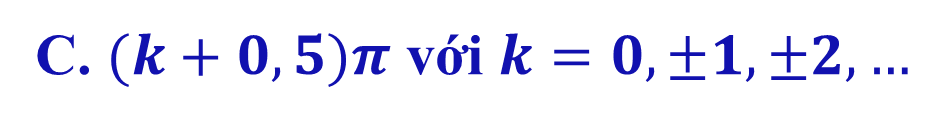 C. (k + 0, 5)π với k = 0, ±1, ±2, …